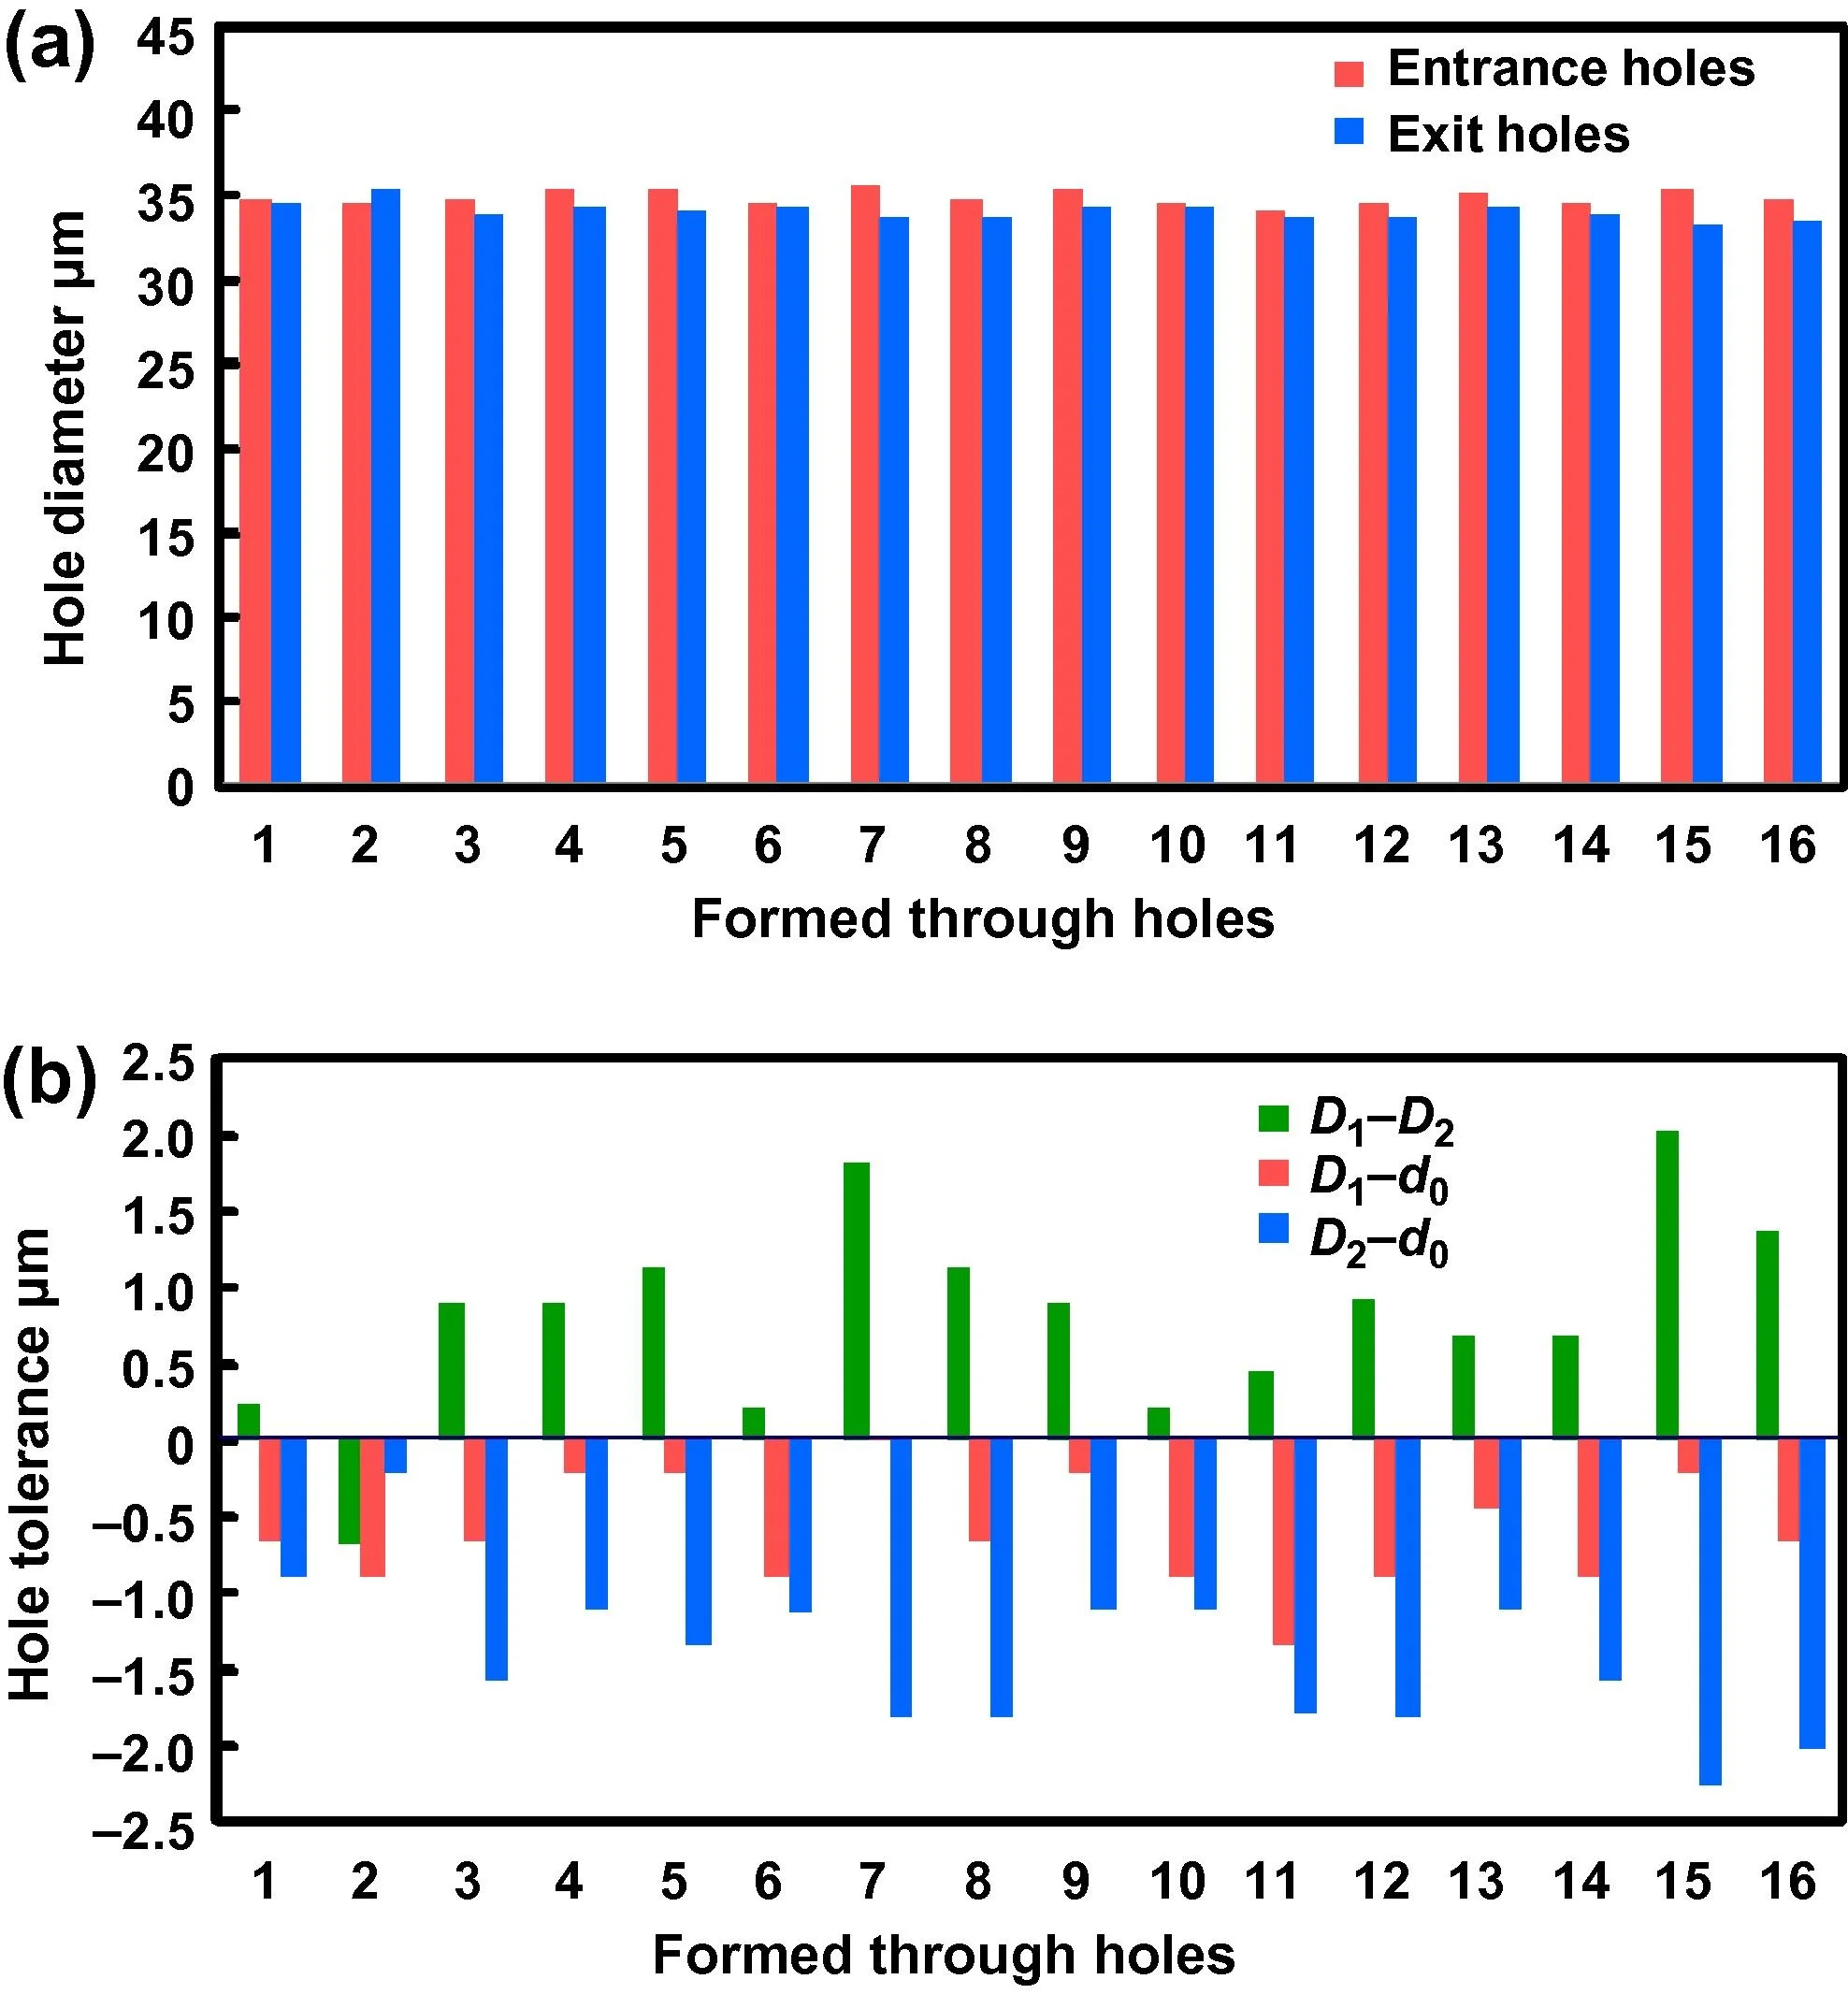 (a)
45
40
35
30
25
20
15
10
5
0
Hole diameter µm
Entrance holes
Exit holes
1 2 3 4 5 6 7 8 9 10 11 12 13 14 15 16
Formed through holes
(b)
2.5
2.0
1.5
1.0
0.5
0
–0.5
–1.0
–1.5
–2.0
–2.5
Hole tolerance µm
D₁–D₂
D₁–d₀
D₂–d₀
1 2 3 4 5 6 7 8 9 10 11 12 13 14 15 16
Formed through holes